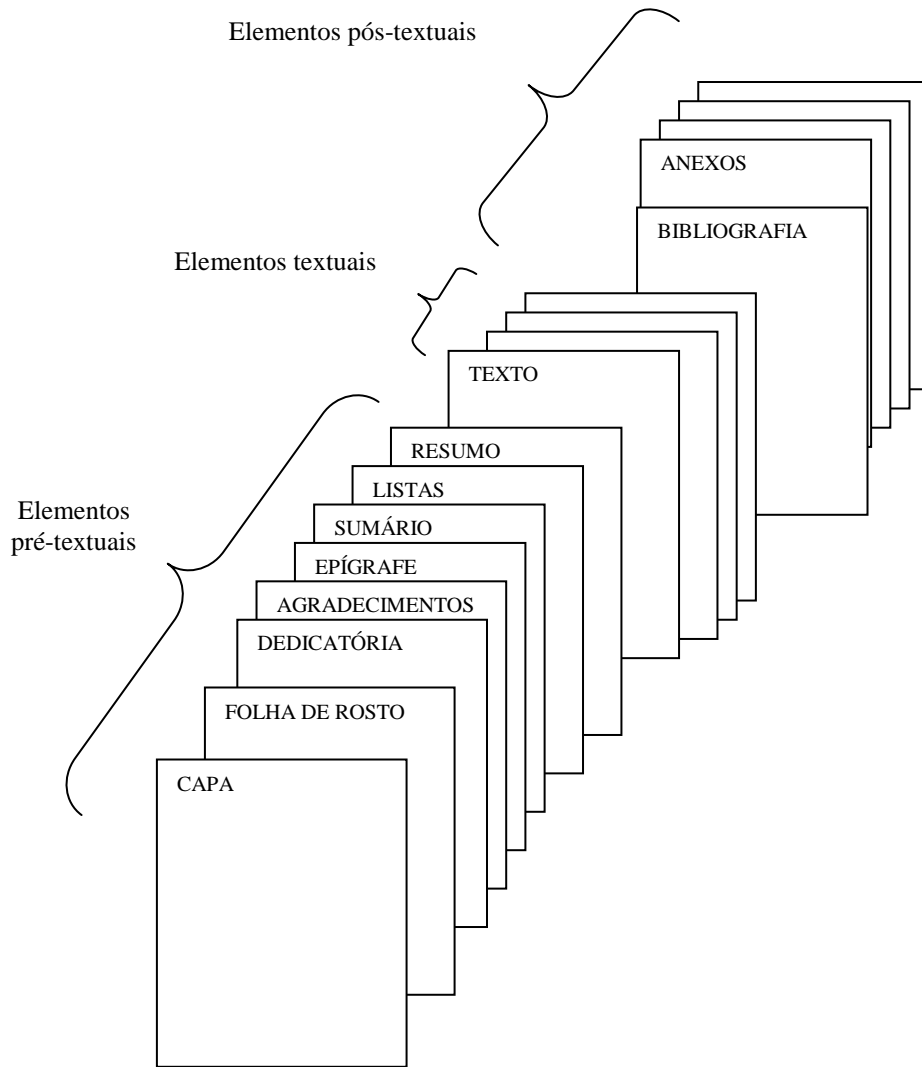 Elementos pós-textuais
ANEXOS
BIBLIOGRAFIA
Elementos textuais
TEXTO
RESUMO
LISTAS
SUMÁRIO
EPÍGRAFE
AGRADECIMENTOS
DEDICATÓRIA
FOLHA DE ROSTO
CAPA
Elementos
pré-textuais